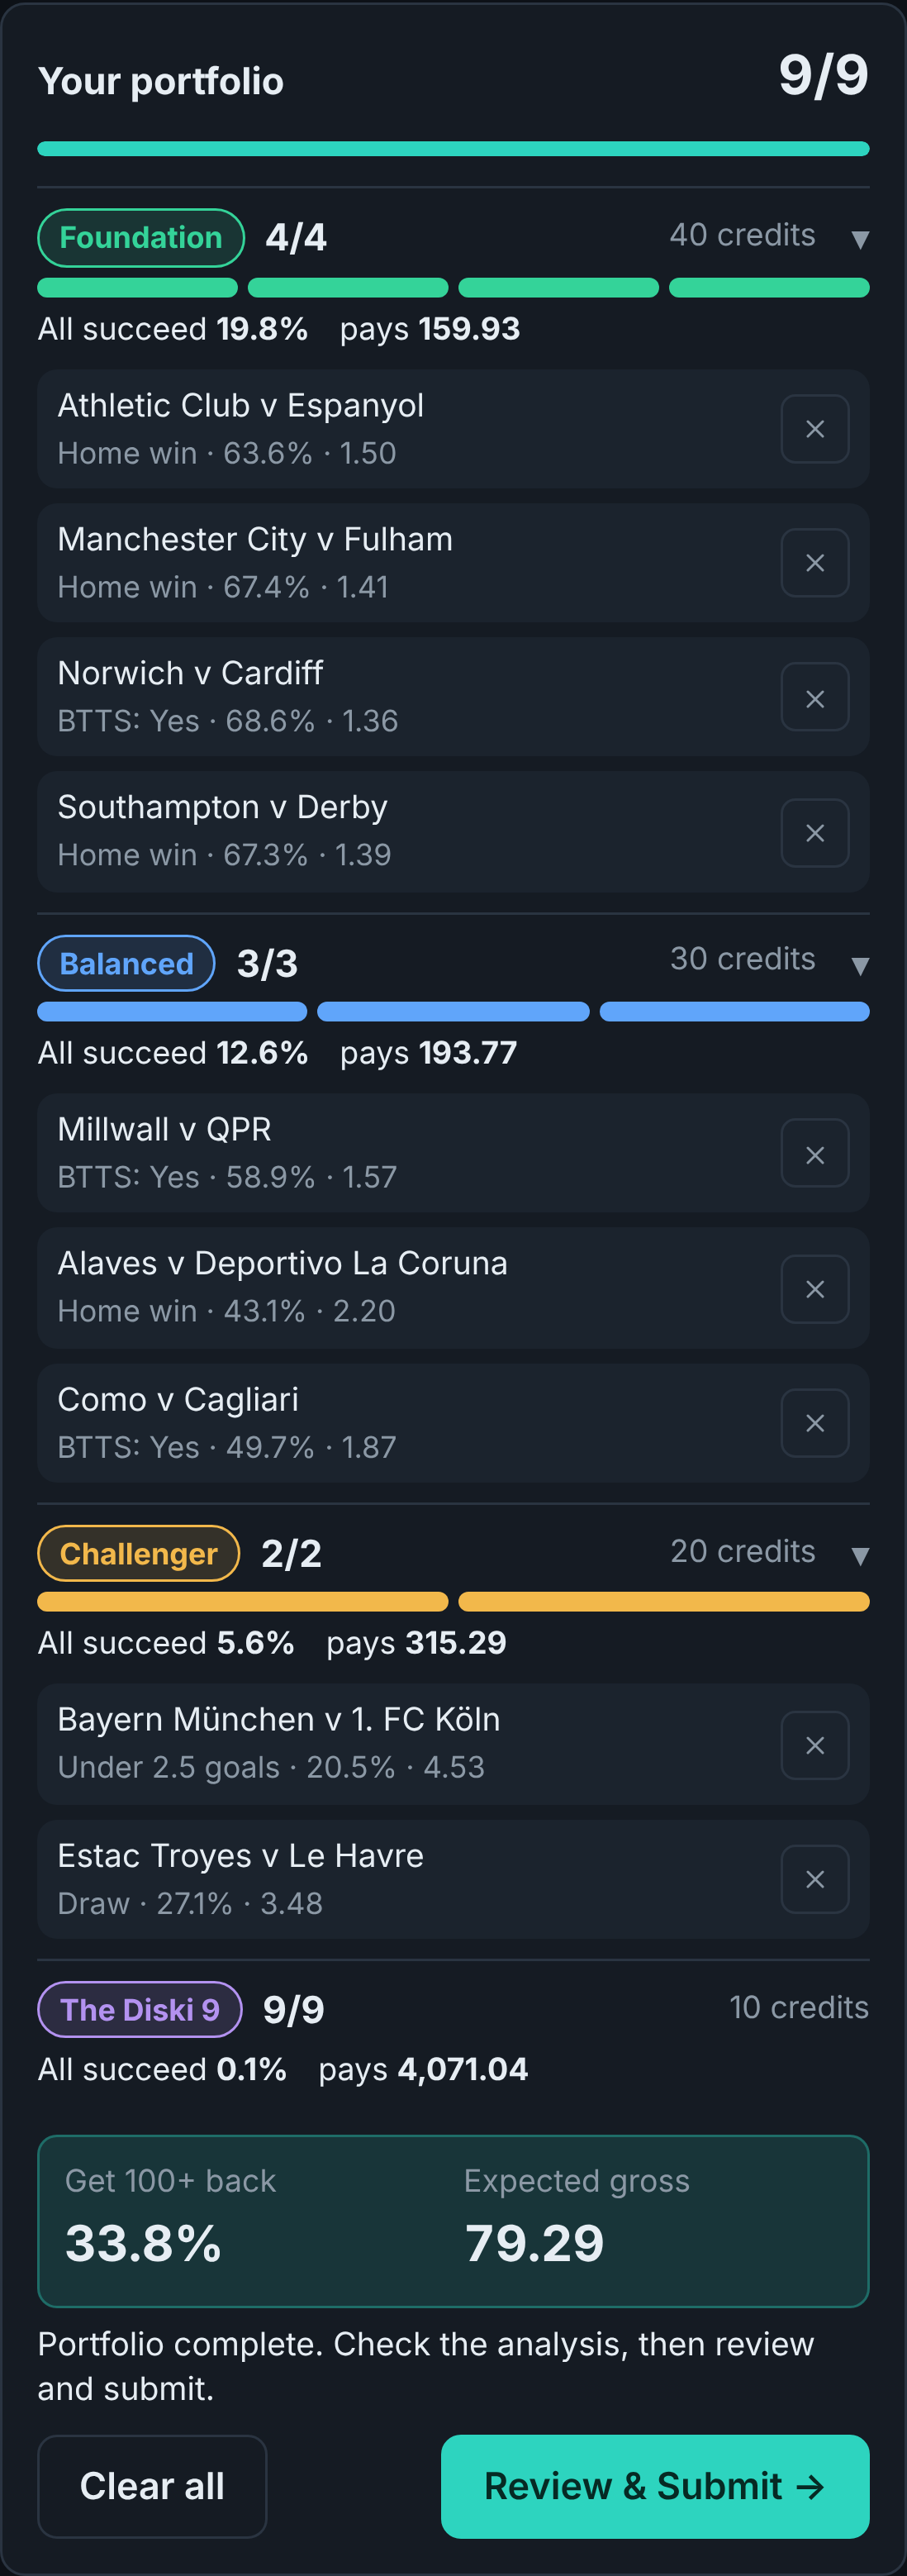 Your portfolio 9/9
Foundation 4/4 40 credits ▼
All succeed 19.8% pays 159.93
Athletic Club v Espanyol
Home win · 63.6% · 1.50
×
Manchester City v Fulham
Home win · 67.4% · 1.41
×
Norwich v Cardiff
BTTS: Yes · 68.6% · 1.36
×
Southampton v Derby
Home win · 67.3% · 1.39
×
Balanced 3/3 30 credits ▼
All succeed 12.6% pays 193.77
Millwall v QPR
BTTS: Yes · 58.9% · 1.57
×
Alaves v Deportivo La Coruna
Home win · 43.1% · 2.20
×
Como v Cagliari
BTTS: Yes · 49.7% · 1.87
×
Challenger 2/2 20 credits ▼
All succeed 5.6% pays 315.29
Bayern München v 1. FC Köln
Under 2.5 goals · 20.5% · 4.53
×
Estac Troyes v Le Havre
Draw · 27.1% · 3.48
×
The Diski 9 9/9 10 credits
All succeed 0.1% pays 4,071.04
Get 100+ back Expected gross
33.8% 79.29
Portfolio complete. Check the analysis, then review
and submit.
Clear all Review & Submit →